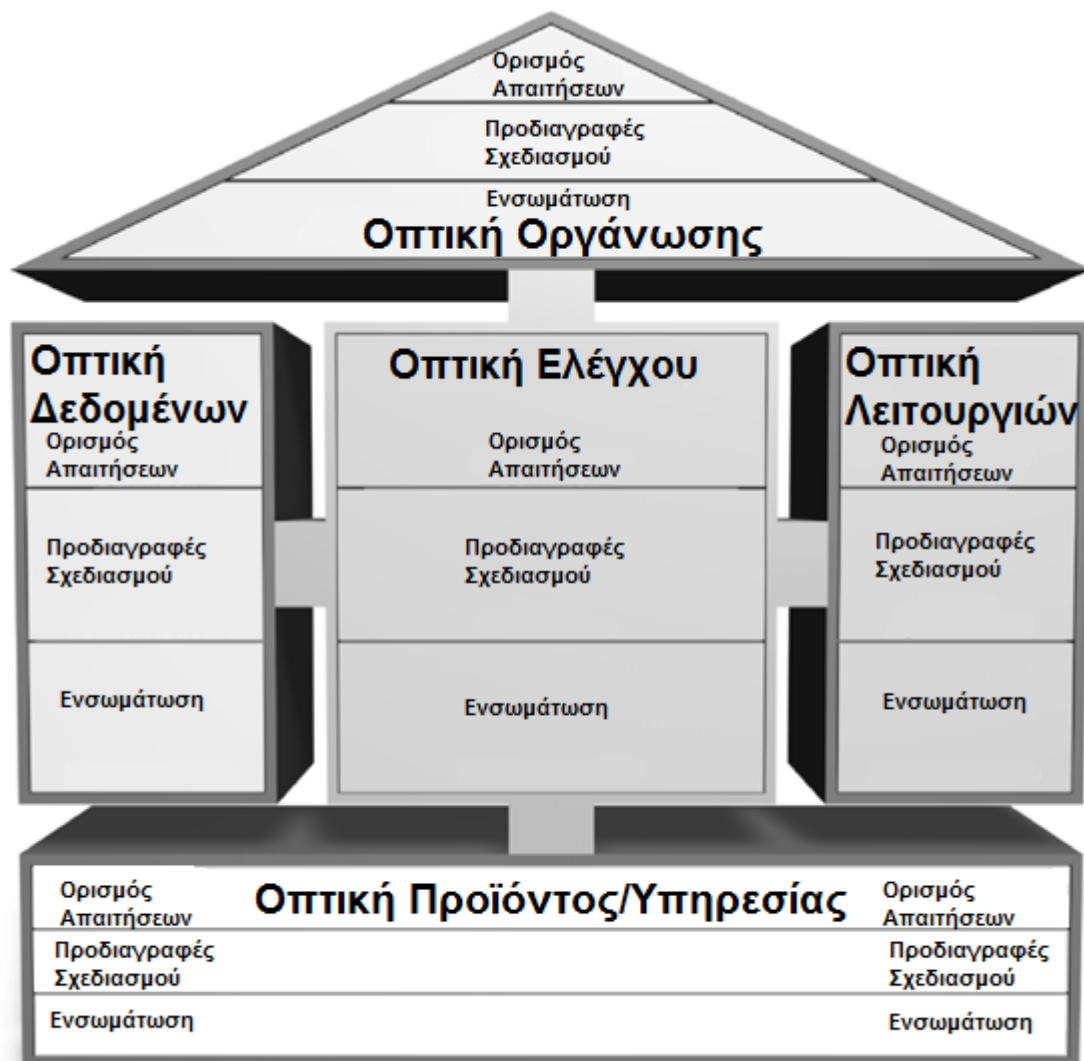 Ορισμός
Απαιτήσεων
Προδιαγραφές
Σχεδιασμού
Ενσωμάτωση
Οπτική Οργάνωσης
Οπτική
Δεδομένων
Ορισμός
Απαιτήσεων
Προδιαγραφές
Σχεδιασμού
Ενσωμάτωση
Οπτική Ελέγχου
Ορισμός
Απαιτήσεων
Προδιαγραφές
Σχεδιασμού
Ενσωμάτωση
Οπτική
Λειτουργιών
Ορισμός
Απαιτήσεων
Προδιαγραφές
Σχεδιασμού
Ενσωμάτωση
Οπτική Προϊόντος/Υπηρεσίας
Ορισμός
Απαιτήσεων
Προδιαγραφές
Σχεδιασμού
Ενσωμάτωση
Ορισμός
Απαιτήσεων
Προδιαγραφές
Σχεδιασμού
Ενσωμάτωση